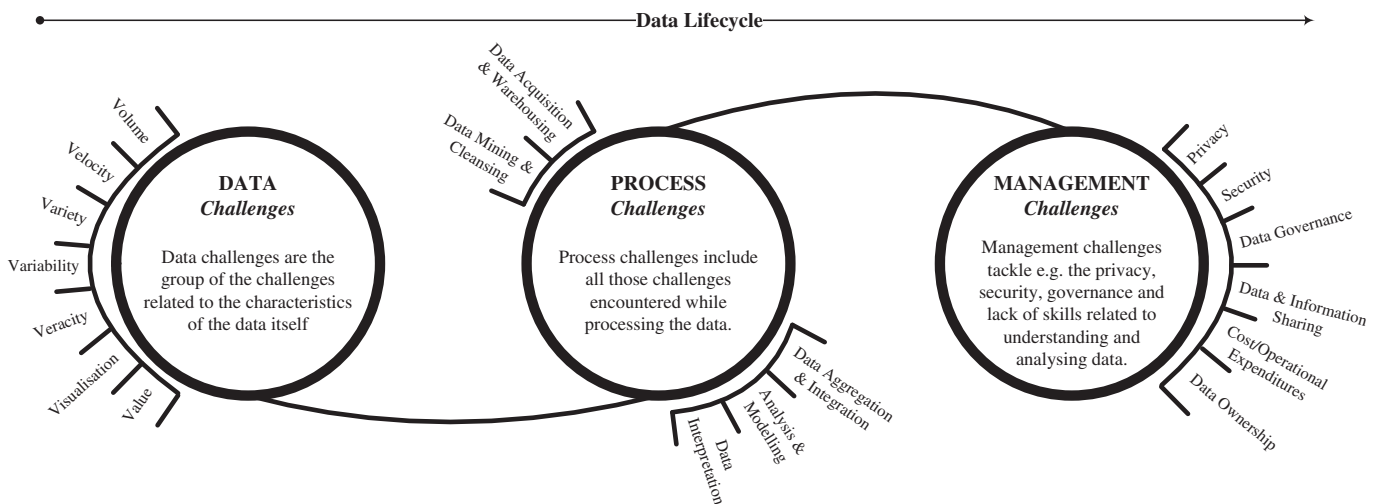 Data Lifecycle
Volume
Velocity
Variety
Variability
Veracity
Visualisation
Value
DATA
Challenges
Data challenges are the
group of the challenges
related to the characteristics
of the data itself
Data Acquisition
& Warehousing
Data Mining &
Cleansing
PROCESS
Challenges
Process challenges include
all those challenges
encountered while
processing the data.
Data Aggregation
& Integration
Analysis &
Modelling
Data
Interpretation
MANAGEMENT
Challenges
Management challenges
tackle e.g. the privacy,
security, governance and
lack of skills related to
understanding and
analysing data.
Privacy
Security
Data Governance
Data & Information
Sharing
Cost/Operational
Expenditures
Data Ownership